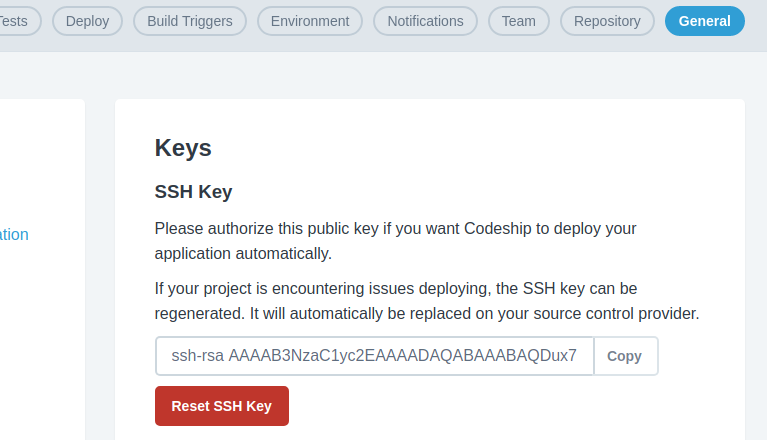 Tests
Deploy
Build Triggers
Environment
Notifications
Team
Repository
General
ation
Keys
SSH Key
Please authorize this public key if you want Codeship to deploy your
application automatically.
If your project is encountering issues deploying, the SSH key can be
regenerated. It will automatically be replaced on your source control provider.
ssh-rsa AAAAB3NzaC1yc2EAAAADAQABAAABAQDux7
Copy
Reset SSH Key